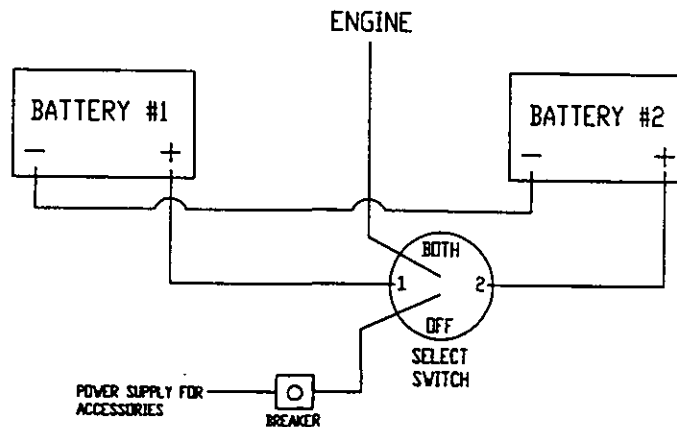 ENGINE
BATTERY #1
- +
BATTERY #2
- +
BOTH
1 2
OFF
SELECT
SWITCH
POWER SUPPLY FOR
ACCESSORIES
BREAKER